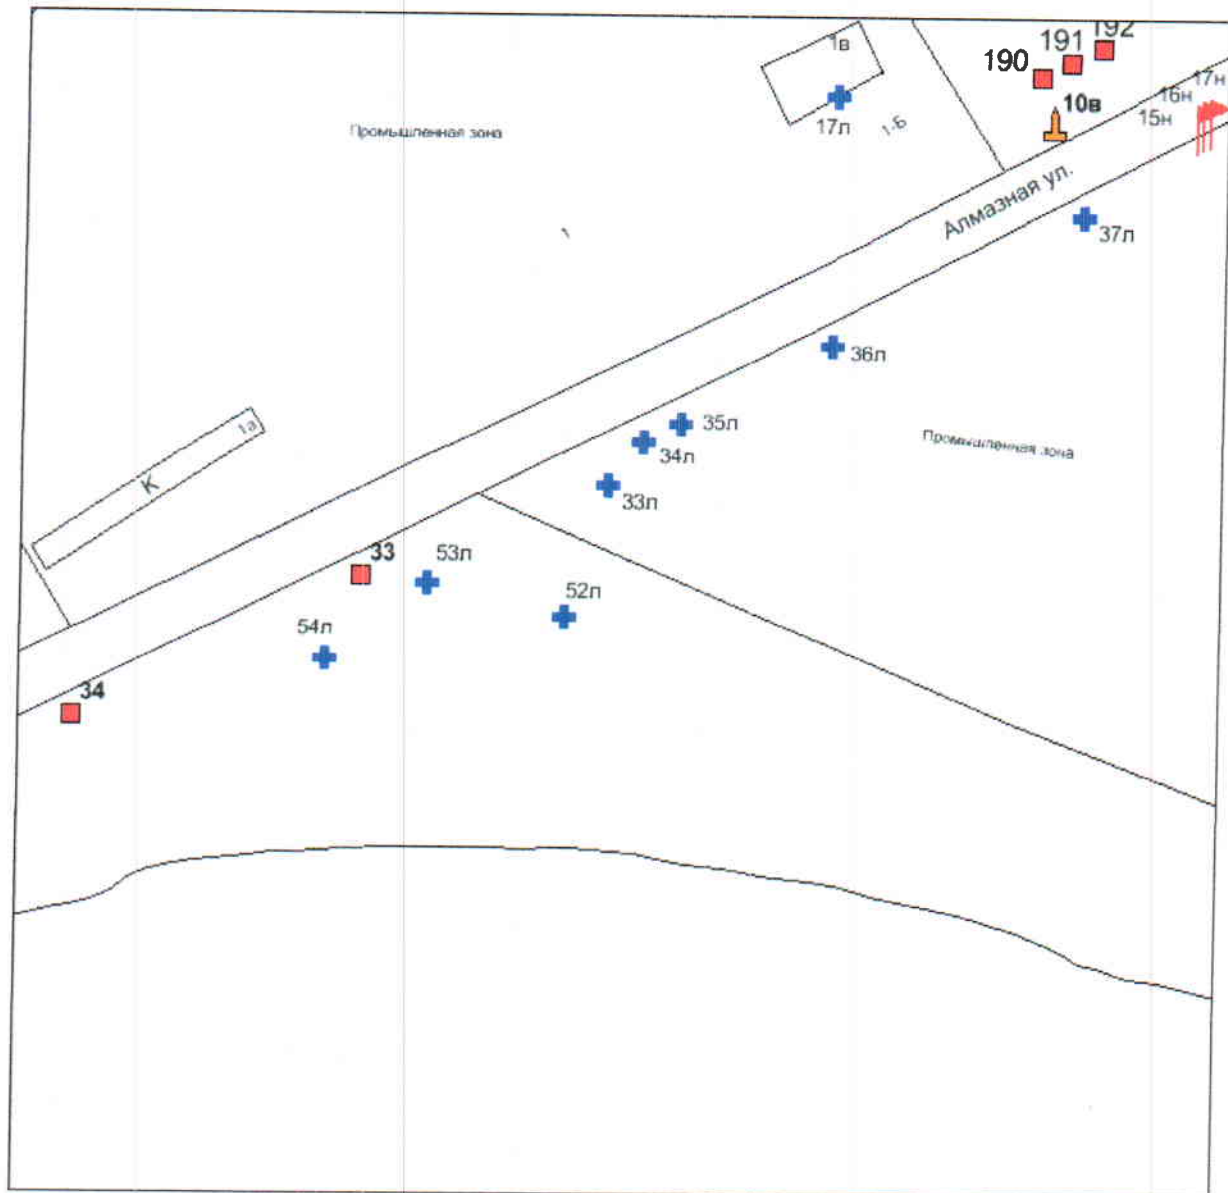 192
191
190
1в
17н
16н
15н
10в
17л
1-Б
Промышленная зона
Алмазная ул.
37л
1
36л
1а
К
35л
34л
33л
Промышленная зона
33
53л
52л
54л
34